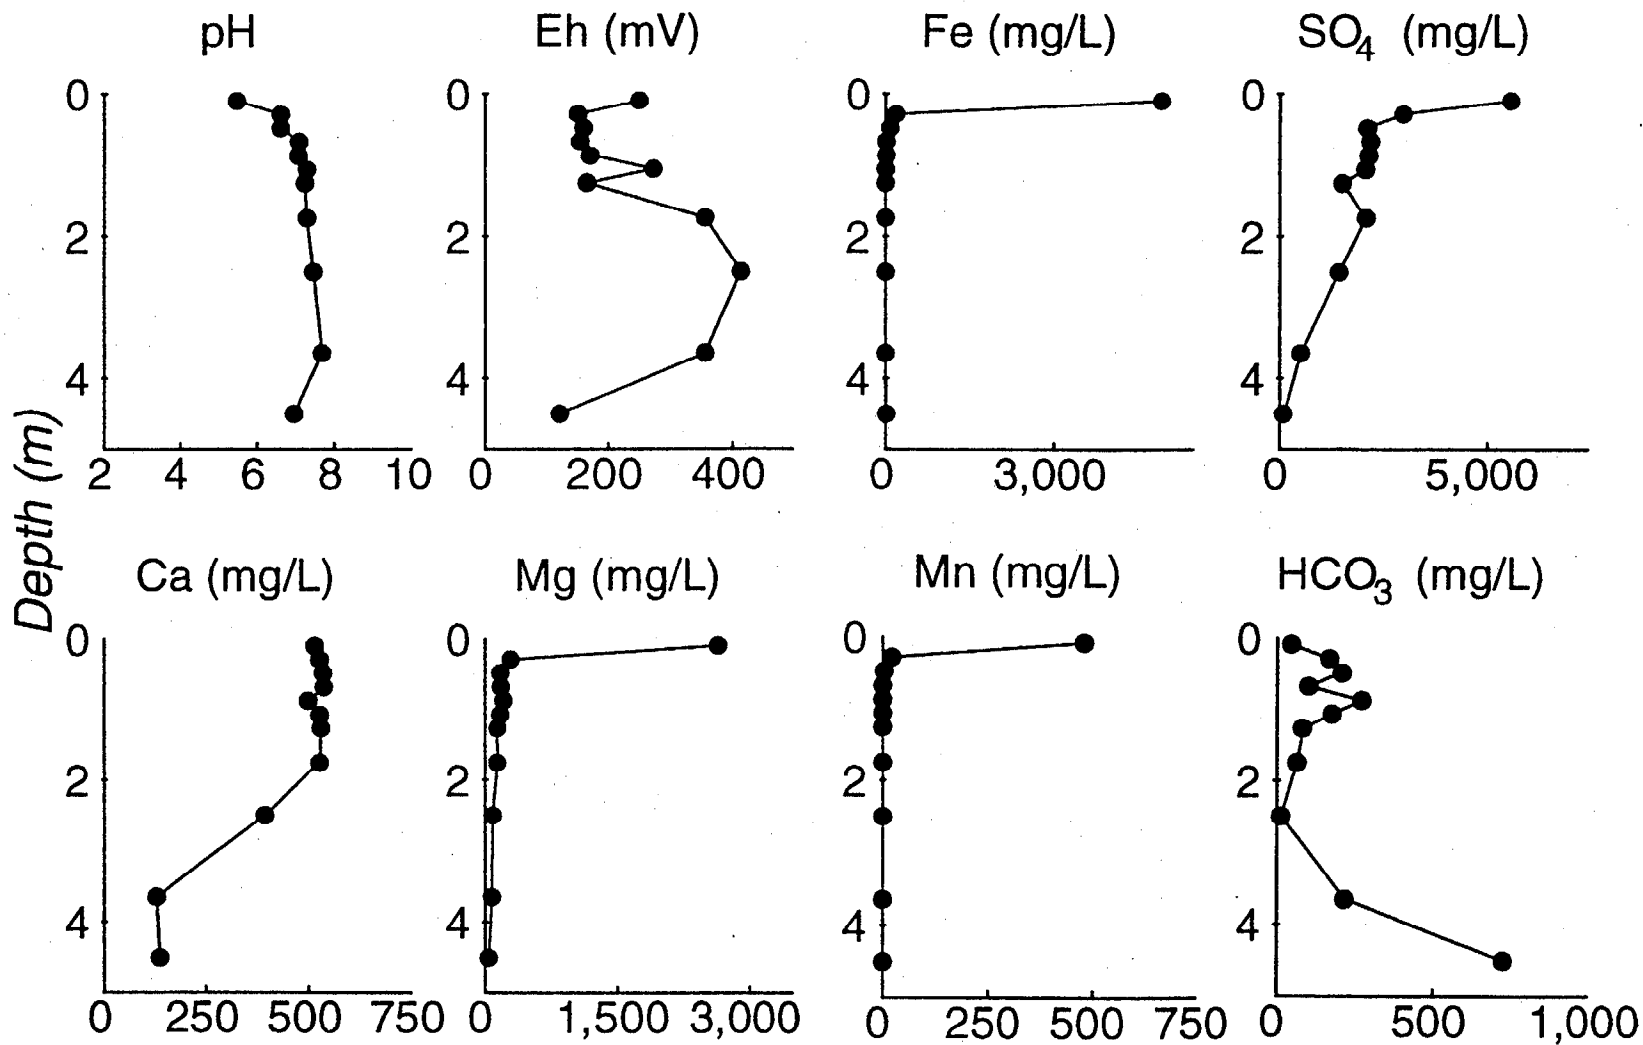 pH Eh (mV) Fe (mg/L) SO4 (mg/L)
0 0 0 0
2 2 2 2
4 4 4 4
2 4 6 8 10 0 200 400 0 3,000 0 5,000
Depth (m)
Ca (mg/L) Mg (mg/L) Mn (mg/L) HCO3 (mg/L)
0 0 0 0
2 2 2 2
4 4 4 4
0 250 500 750 0 1,500 3,000 0 250 500 750 0 500 1,000